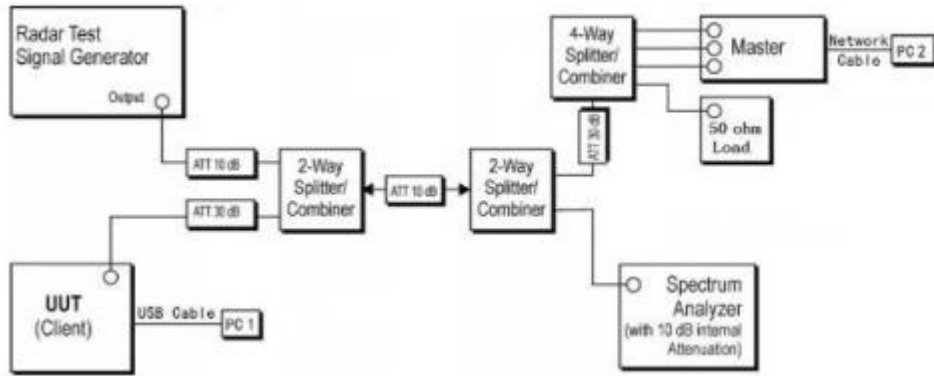 Radar Test
Signal Generator
Output
ATT 10 dB
2-Way
Splitter/
Combiner
ATT 30 dB
UUT
(Client)
USB Cable
PC 1
ATT 10 dB
2-Way
Splitter/
Combiner
ATT 30 dB
4-Way
Splitter/
Combiner
Master
Network
Cable
PC 2
50 ohm
Load
Spectrum
Analyzer
(with 10 dB internal
Attenuation)